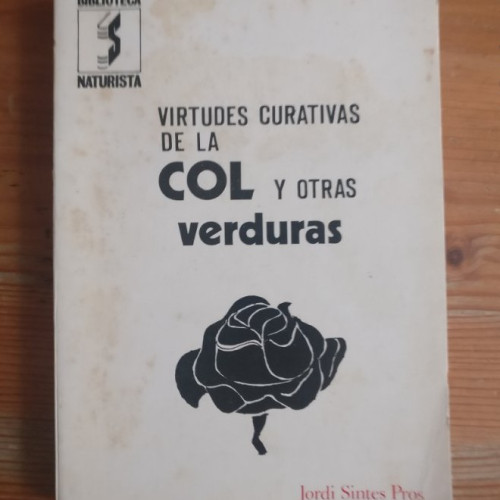 BIBLIOTECA
S
NATURISTA
VIRTUDES CURATIVAS
DE LA
COL Y OTRAS
verduras
Jordi Sintes Pros